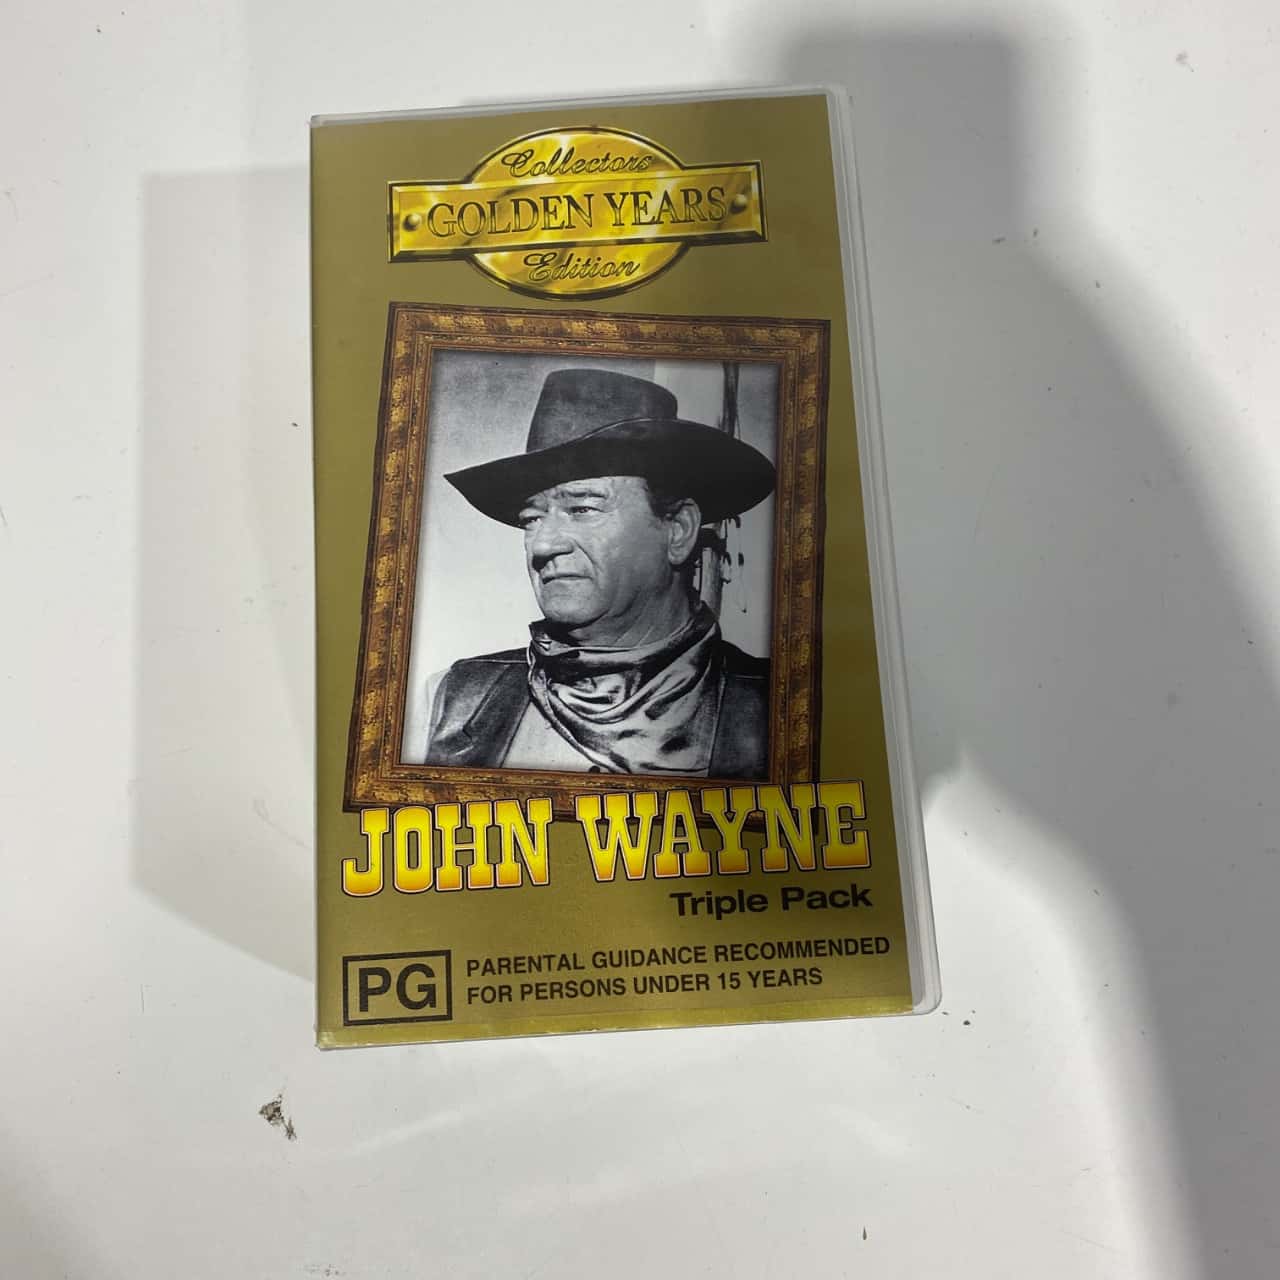 Collectors
GOLDEN YEARS
Edition
JOHN WAYNE
Triple Pack
PG
PARENTAL GUIDANCE RECOMMENDED
FOR PERSONS UNDER 15 YEARS